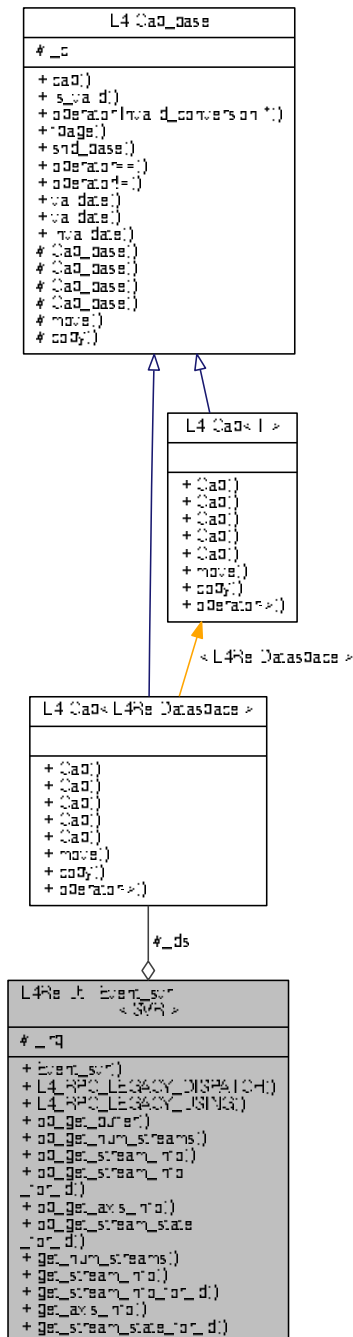 L4::Cap_base
# _c
+ cap()
+ is_valid()
+ operator Invalid_conversion *()
+ fpage()
+ snd_base()
+ operator==()
+ operator!=()
+ validate()
+ validate()
+ invalidate()
# Cap_base()
# Cap_base()
# Cap_base()
# Cap_base()
# move()
# copy()
L4::Cap< T >
+ Cap()
+ Cap()
+ Cap()
+ Cap()
+ Cap()
+ move()
+ copy()
+ operator->()
< L4Re::Dataspace >
L4::Cap< L4Re::Dataspace >
+ Cap()
+ Cap()
+ Cap()
+ Cap()
+ Cap()
+ move()
+ copy()
+ operator->()
#_ds
L4Re::Util::Event_svr
< SVR >
# _irq
+ Event_svr()
+ L4_RPC_LEGACY_DISPATCH()
+ L4_RPC_LEGACY_USING()
+ op_get_buffer()
+ op_get_num_streams()
+ op_get_stream_info()
+ op_get_stream_info
_for_id()
+ op_get_axis_info()
+ op_get_stream_state
_for_id()
+ get_num_streams()
+ get_stream_info()
+ get_stream_info_for_id()
+ get_axis_info()
+ get_stream_state_for_id()